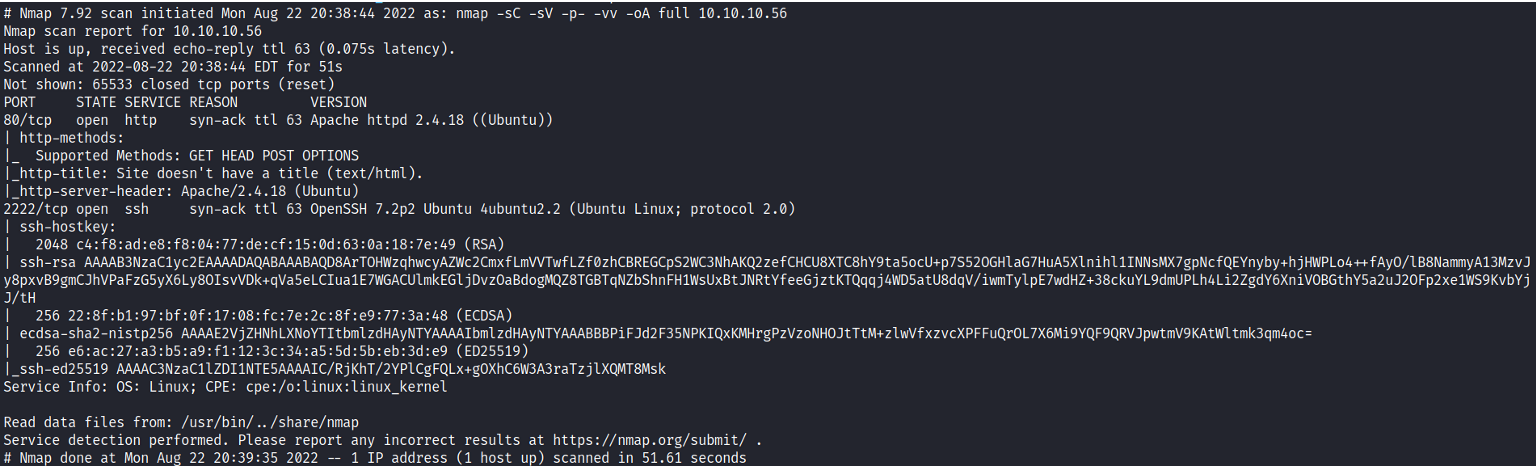 # Nmap 7.92 scan initiated Mon Aug 22 20:38:44 2022 as: nmap -sC -sV -p- -vv -oA full 10.10.10.56
Nmap scan report for 10.10.10.56
Host is up, received echo-reply ttl 63 (0.075s latency).
Scanned at 2022-08-22 20:38:44 EDT for 51s
Not shown: 65533 closed tcp ports (reset)
PORT     STATE SERVICE REASON         VERSION
80/tcp   open  http    syn-ack ttl 63 Apache httpd 2.4.18 ((Ubuntu))
| http-methods:
|_  Supported Methods: GET HEAD POST OPTIONS
|_http-title: Site doesn't have a title (text/html).
|_http-server-header: Apache/2.4.18 (Ubuntu)
2222/tcp open  ssh     syn-ack ttl 63 OpenSSH 7.2p2 Ubuntu 4ubuntu2.2 (Ubuntu Linux; protocol 2.0)
| ssh-hostkey:
|   2048 c4:f8:ad:e8:f8:04:77:de:cf:15:0d:63:0a:18:7e:49 (RSA)
| ssh-rsa AAAAB3NzaC1yc2EAAAADAQABAAABAQD8ArTOHWzqhwcyAZWc2CmxfLmVVTwfLZf0zhCBREGCpS2WC3NhAKQ2zefCHCU8XTC8hY9ta5ocU+p7S52OGHlaG7HuA5Xlnihl1INNsMX7gpNcfQEYnyby+hjHWPLo4++fAyO/lB8NammyA13MzvJ
y8pxvB9gmCJhVPaFzG5yX6Ly8OIsvVDk+qVa5eLCIua1E7WGACUlmkEGljDvzOaBdogMQZ8TGBTqNZbShnFH1WsUxBtJNRtYfeeGjztKTQqqj4WD5atU8dqV/iwmTylpE7wdHZ+38ckuYL9dmUPLh4Li2ZgdY6XniVOBGthY5a2uJ2OFp2xe1WS9KvbYj
J/tH
|   256 22:8f:b1:97:bf:0f:17:08:fc:7e:2c:8f:e9:77:3a:48 (ECDSA)
| ecdsa-sha2-nistp256 AAAAE2VjZHNhLXNoYTItbmlzdHAyNTYAAAAIbmlzdHAyNTYAAABBBPiFJd2F35NPKIQxKMHrgPzVzoNHOJtTtM+zlwVfxzvcXPFFuQrOL7X6Mi9YQF9QRVJpwtmV9KAtWltmk3qm4oc=
|   256 e6:ac:27:a3:b5:a9:f1:12:3c:34:a5:5d:5b:eb:3d:e9 (ED25519)
|_ssh-ed25519 AAAAC3NzaC1lZDI1NTE5AAAAIC/RjKhT/2YPlCgFQLx+gOXhC6W3A3raTzjlXQMT8Msk
Service Info: OS: Linux; CPE: cpe:/o:linux:linux_kernel
Read data files from: /usr/bin/../share/nmap
Service detection performed. Please report any incorrect results at https://nmap.org/submit/ .
# Nmap done at Mon Aug 22 20:39:35 2022 -- 1 IP address (1 host up) scanned in 51.61 seconds